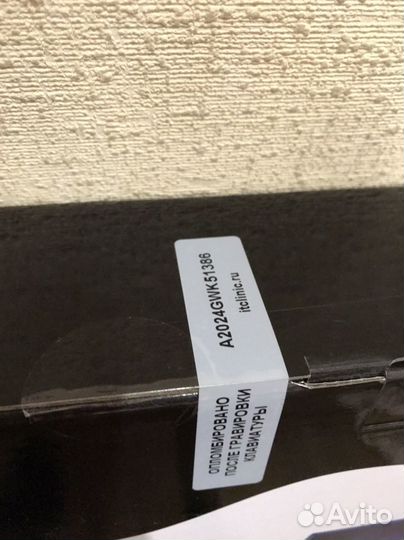 A2024GWK51386
itclinic.ru
ОПЛОМБИРОВАНО
ПОСЛЕ ГРАВИРОВКИ
КЛАВИАТУРЫ
Avito